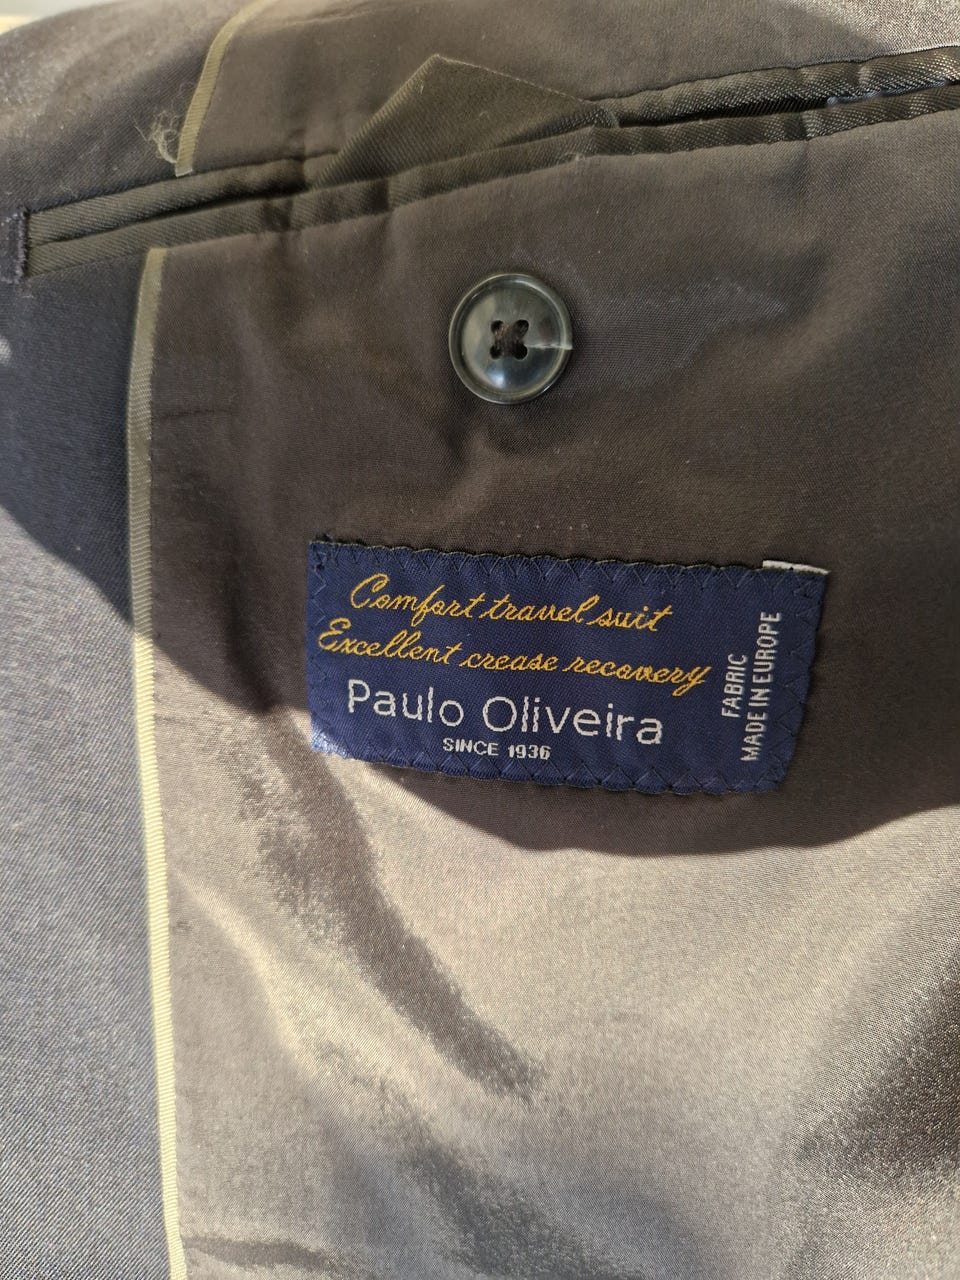 Comfort travel suit
Excellent crease recovery
Paulo Oliveira
SINCE 1936
FABRIC
MADE IN EUROPE